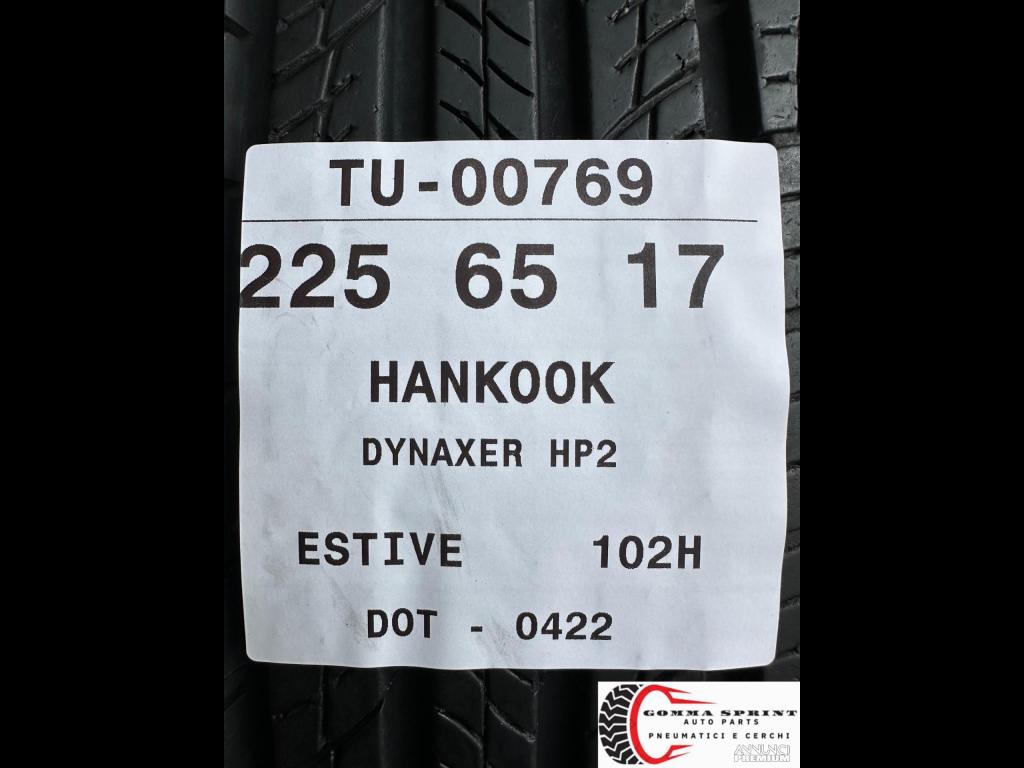 TU-00769
225 65 17
HANKOOK
DYNAXER HP2
ESTIVE 102H
DOT - 0422
GOMMA SPRINT
AUTO PARTS
PNEUMATICI E CERCHI
ANNUNCI
PREMIUM